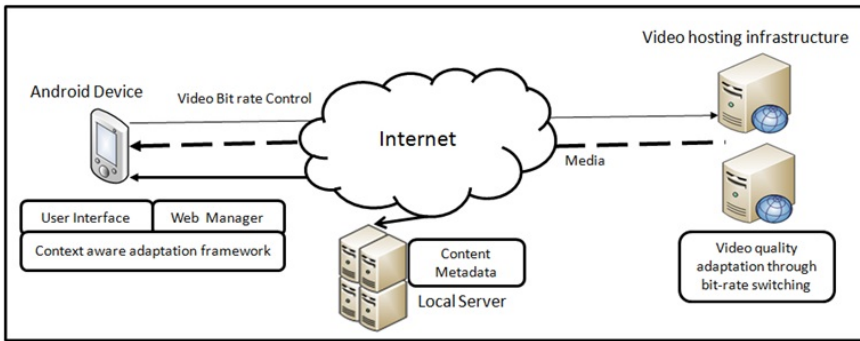 Video hosting infrastructure
Android Device
Video Bit rate Control
Internet
Media
User Interface
Web Manager
Context aware adaptation framework
Content
Metadata
Local Server
Video quality
adaptation through
bit-rate switching